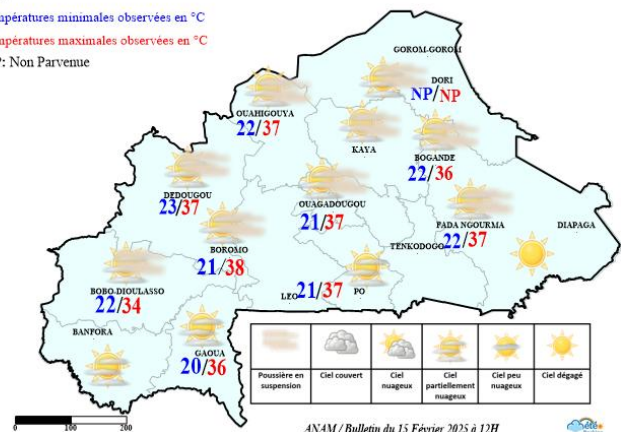 mpératures minimales observées en °C
mpératures maximales observées en °C
: Non Parvenue
GOROM-GOROM
DORI
NP/NP
OUAHIGOUYA
22/37
KAYA
BOGANDE
22/36
DEDOUGOU
23/37
OUAGADOUGOU
21/37
FADA NGOURMA
22/37
DIAPAGA
BOROMO
21/38
TENKODOGO
BOBO-DIOULASSO
22/34
LEO
21/37
PO
BANFORA
GAOUA
20/36
Poussière en suspension
Ciel couvert
Ciel nuageux
Ciel partiellement nuageux
Ciel peu nuageux
Ciel dégagé
0 100 200
ANAM / Bulletin du 15 Février 2025 à 12H